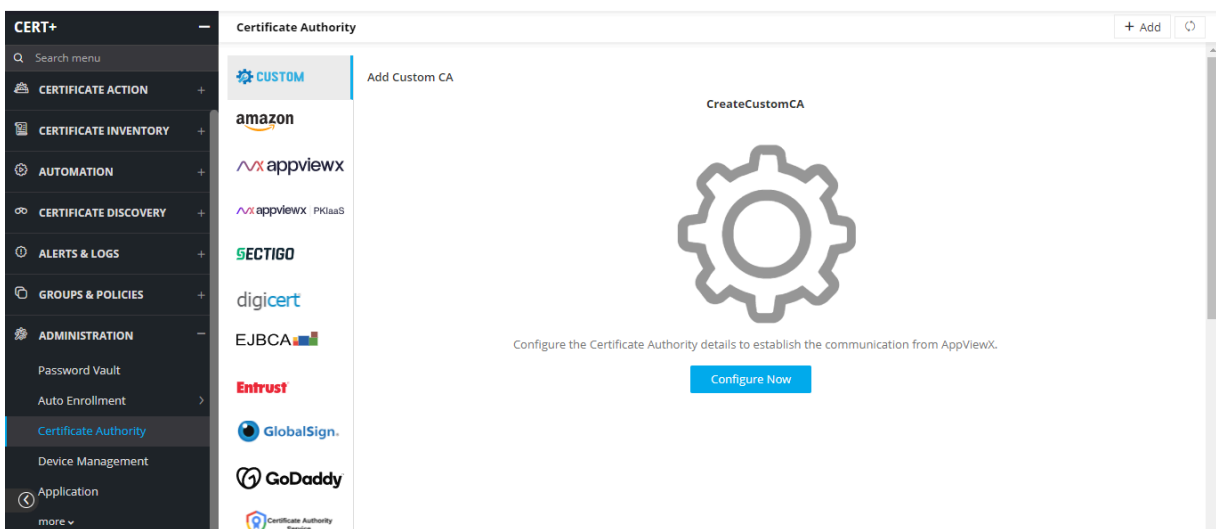 CERT+
Certificate Authority
+ Add
Search menu
CERTIFICATE ACTION +
CERTIFICATE INVENTORY +
AUTOMATION +
CERTIFICATE DISCOVERY +
ALERTS & LOGS +
GROUPS & POLICIES +
ADMINISTRATION
Password Vault
Auto Enrollment
Certificate Authority
Device Management
Application
more
CUSTOM
amazon
appviewx
appviewx | PKIaaS
SECTIGO
digicert
EJBCA
Entrust
GlobalSign.
GoDaddy
Certificate Authority
Service
Add Custom CA
CreateCustomCA
Configure the Certificate Authority details to establish the communication from AppViewX.
Configure Now